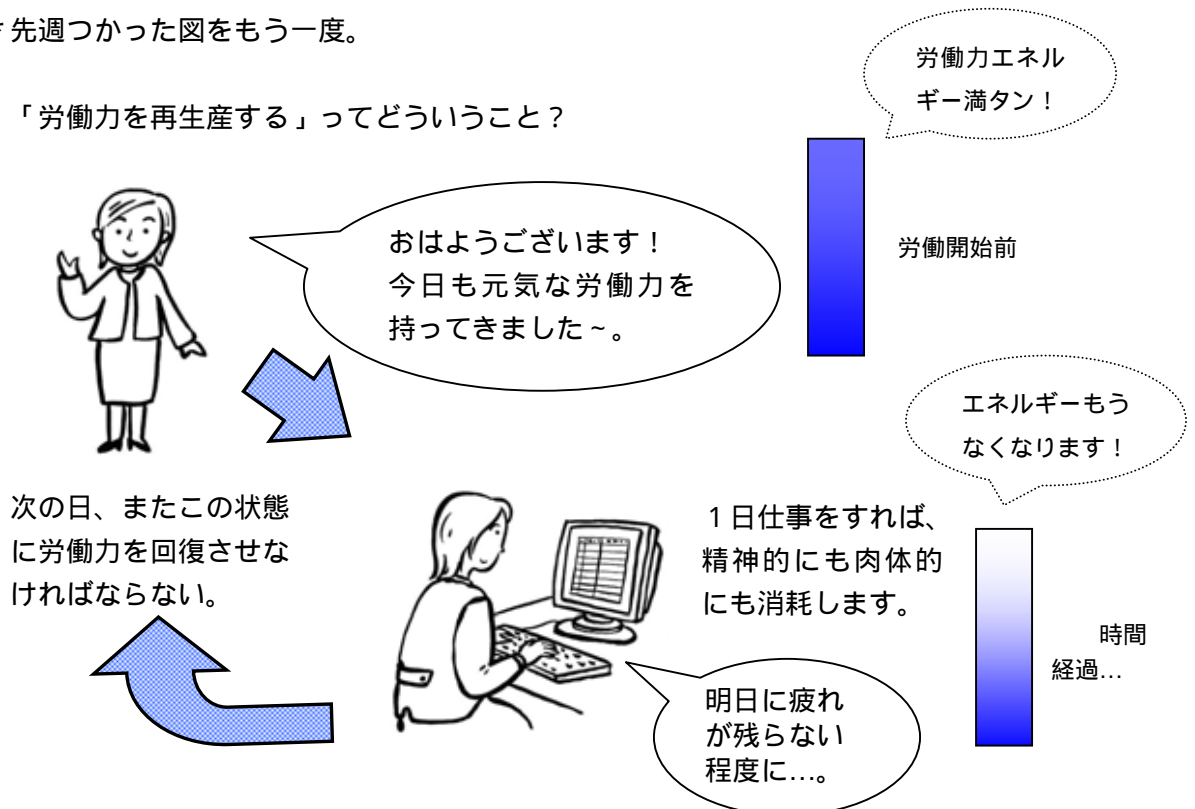 先週つかった図をもう一度。
「労働力を再生産する」ってどういうこと？
労働力エネル
ギー満タン！
おはようございます！
今日も元気な労働力を
持ってきました～。
労働開始前
エネルギーもう
なくなります！
次の日、またこの状態
に労働力を回復させな
ければならない。
１日仕事をすれば、
精神的にも肉体的
にも消耗します。
時間
経過…
明日に疲れ
が残らない
程度に…。